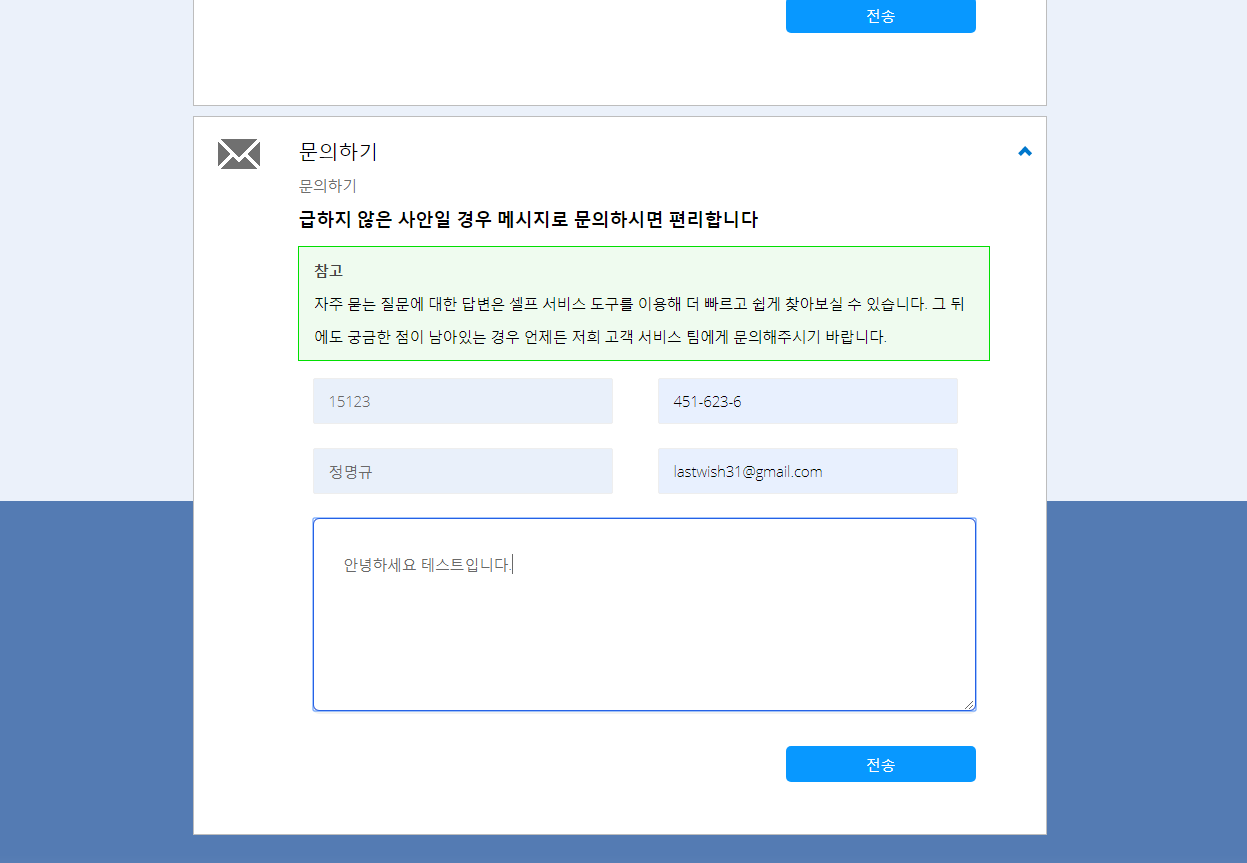 전송
문의하기
문의하기
급하지 않은 사안일 경우 메시지로 문의하시면 편리합니다
참고
자주 묻는 질문에 대한 답변은 셀프 서비스 도구를 이용해 더 빠르고 쉽게 찾아보실 수 있습니다. 그 뒤
에도 궁금한 점이 남아있는 경우 언제든 저희 고객 서비스 팀에게 문의해주시기 바랍니다.
15123
451-623-6
정명규
lastwish31@gmail.com
안녕하세요 테스트입니다.
전송